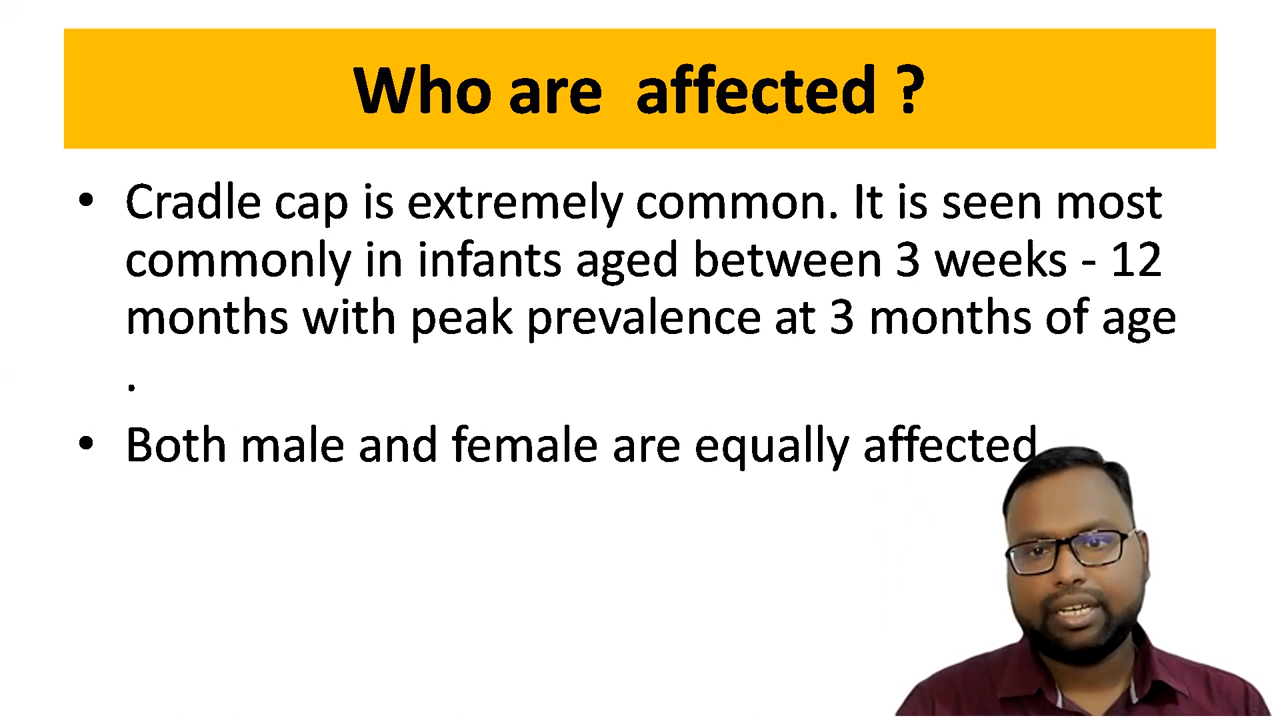 Who are  affected ?
• Cradle cap is extremely common. It is seen most
commonly in infants aged between 3 weeks - 12
months with peak prevalence at 3 months of age
.
• Both male and female are equally affected